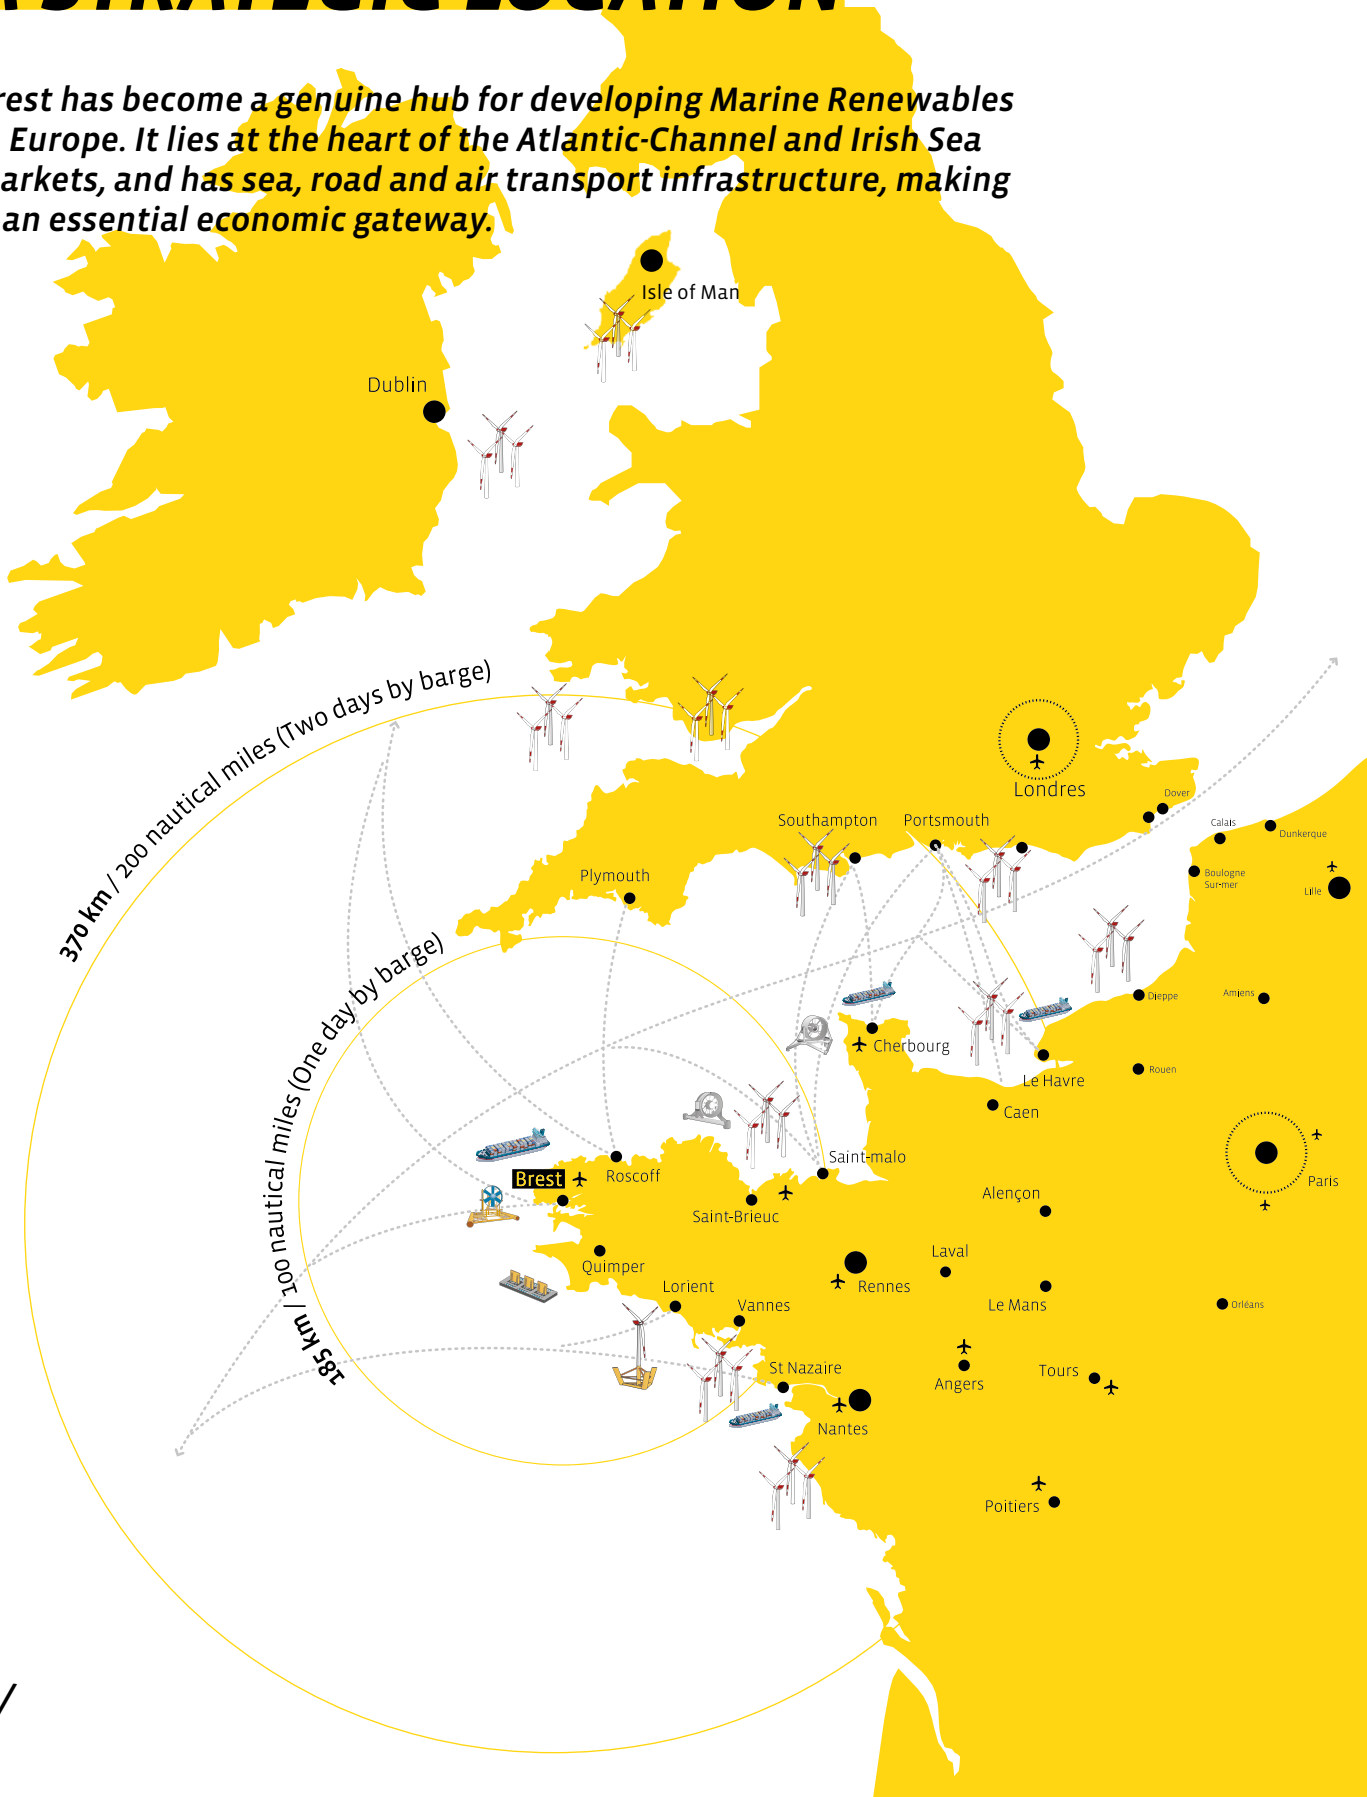 A STRATEGIC LOCATION
rest has become a genuine hub for developing Marine Renewables
Europe. It lies at the heart of the Atlantic-Channel and Irish Sea
arkets, and has sea, road and air transport infrastructure, making
an essential economic gateway.
Isle of Man
Dublin
370 km / 200 nautical miles (Two days by barge)
Londres
Dover
Southampton
Portsmouth
Calais
Dunkerque
Plymouth
Boulogne
Sur-mer
Lille
185 km / 100 nautical miles (One day by barge)
Dieppe
Amiens
Cherbourg
Rouen
Le Havre
Caen
Saint-malo
Brest
Roscoff
Paris
Alençon
Saint-Brieuc
Laval
Quimper
Rennes
Lorient
Vannes
Le Mans
Orléans
St Nazaire
Angers
Tours
Nantes
Poitiers
/